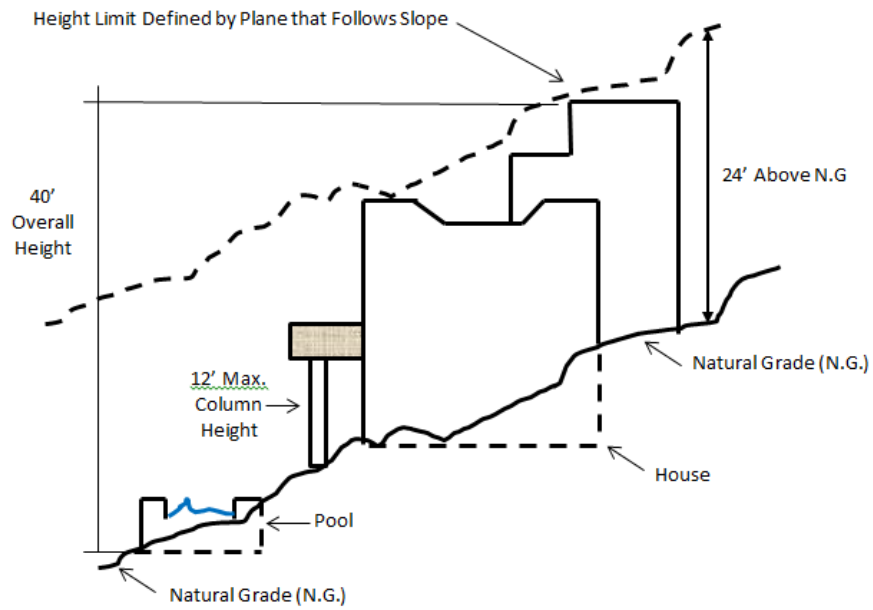 Height Limit Defined by Plane that Follows Slope
40'
Overall
Height
24' Above N.G
12' Max.
Column
Height
Natural Grade (N.G.)
House
Pool
Natural Grade (N.G.)